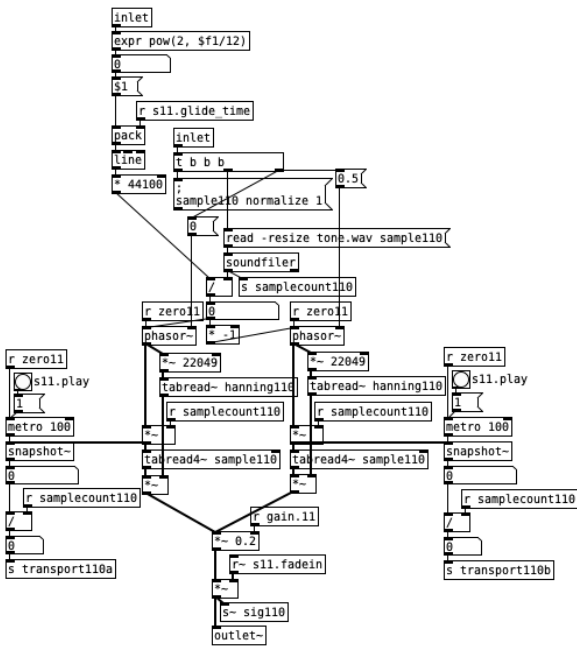 inlet
expr pow(2, $f1/12)
0
$1
r s11.glide_time
pack
inlet
line
t b b b
* 44100
0.5
;
sample110 normalize 1
0
read -resize tone.wav sample110
soundfiler
/
s samplecount110
r zero11
0
r zero11
phasor~
* -1
phasor~
r zero11
*~ 22049
*~ 22049
r zero11
s11.play
tabread~ hanning110
tabread~ hanning110
s11.play
1
r samplecount110
r samplecount110
1
metro 100
*~
*~
metro 100
snapshot~
tabread4~ sample110
tabread4~ sample110
snapshot~
0
*~
*~
0
r samplecount110
r samplecount110
/
r gain.11
/
0
*~ 0.2
0
s transport110a
r~ s11.fadein
s transport110b
*~
s~ sig110
outlet~